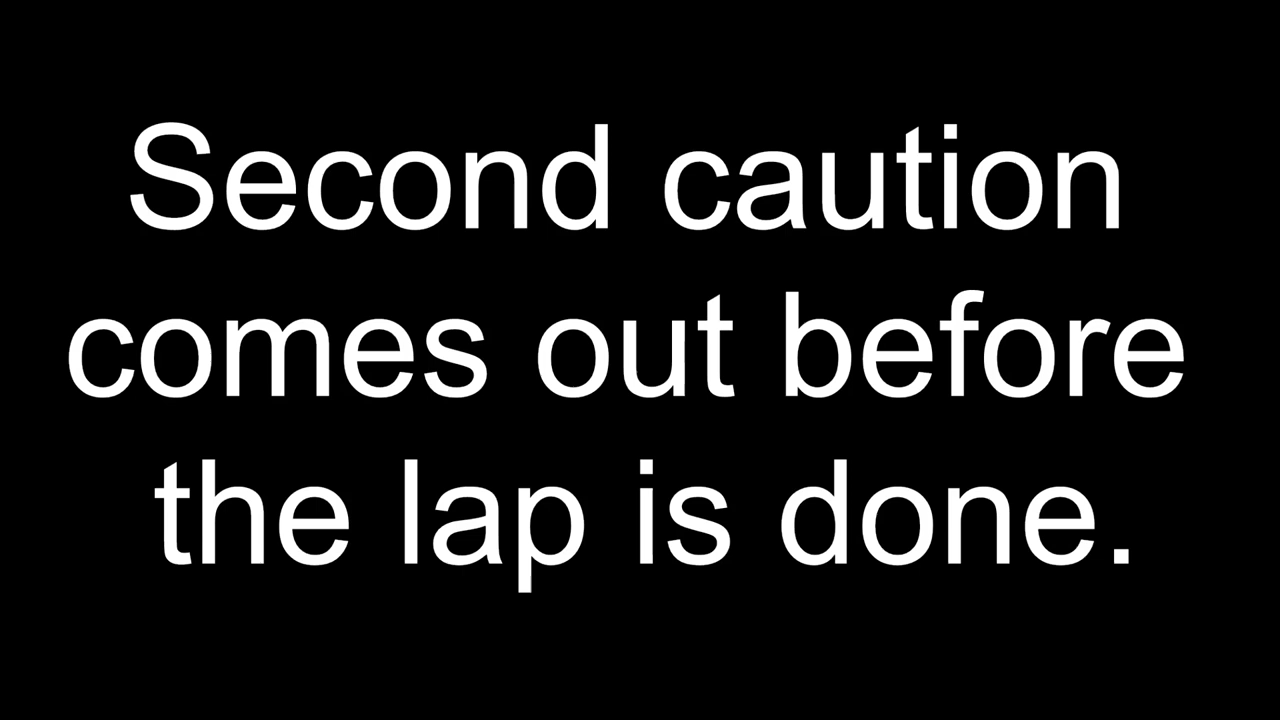 Second caution
comes out before
the lap is done.